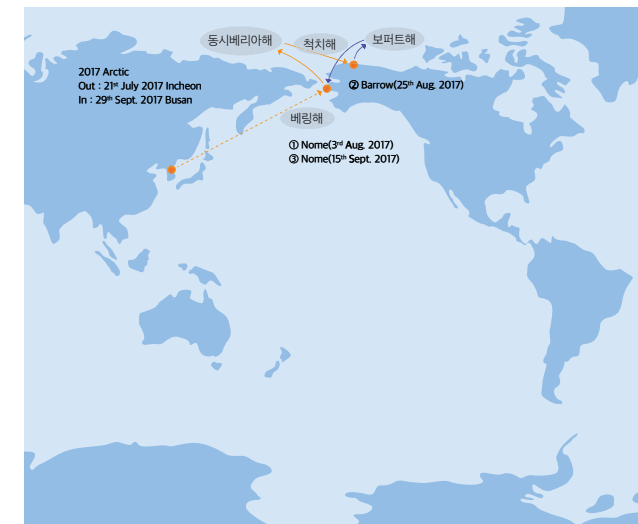 동시베리아해
척치해
보퍼트해
2017 Arctic
Out : 21st July 2017 Incheon
In : 29th Sept. 2017 Busan
② Barrow(25th Aug. 2017)
베링해
① Nome(3rd Aug. 2017)
③ Nome(15th Sept. 2017)